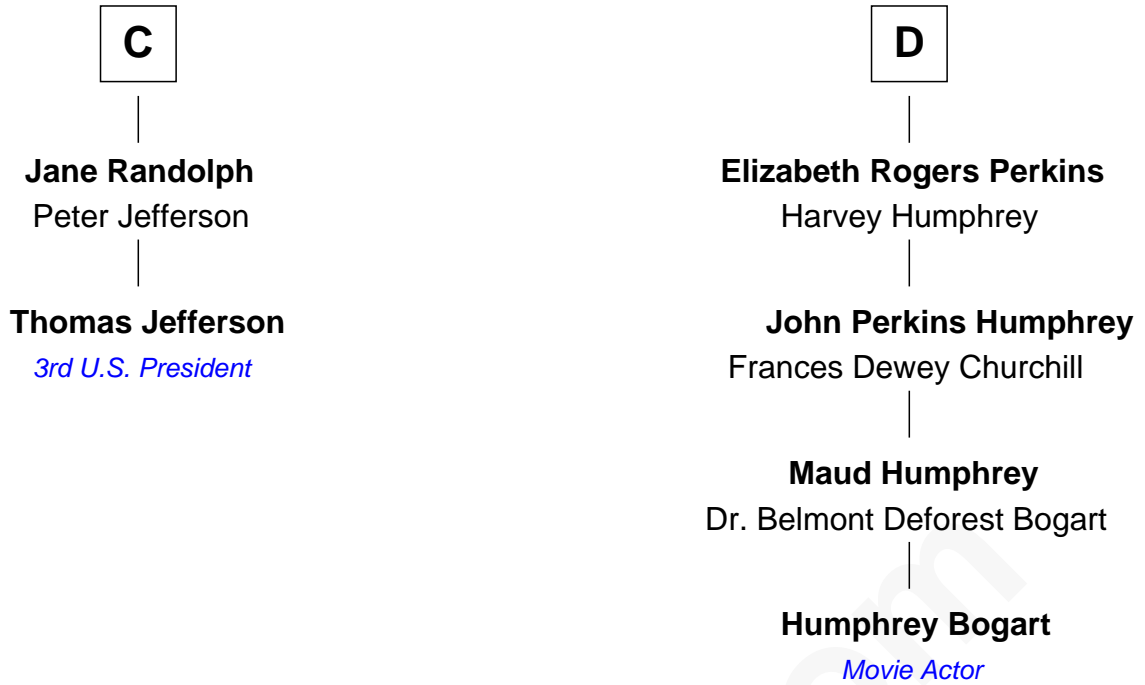 C
Jane Randolph
Peter Jefferson
Thomas Jefferson
3rd U.S. President
D
Elizabeth Rogers Perkins
Harvey Humphrey
John Perkins Humphrey
Frances Dewey Churchill
Maud Humphrey
Dr. Belmont Deforest Bogart
Humphrey Bogart
Movie Actor